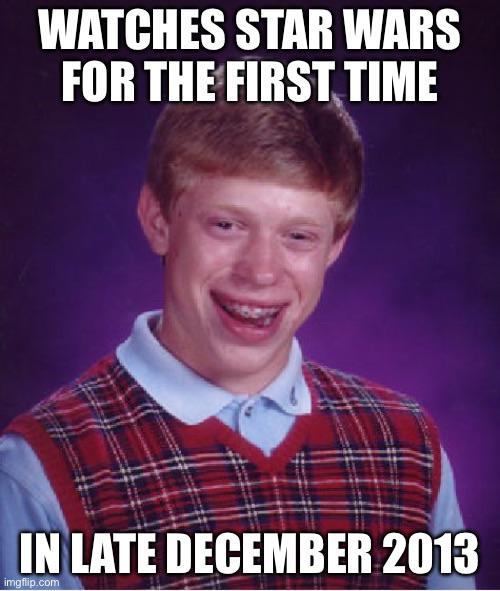 WATCHES STAR WARS
FOR THE FIRST TIME
IN LATE DECEMBER 2013
imgflip.com